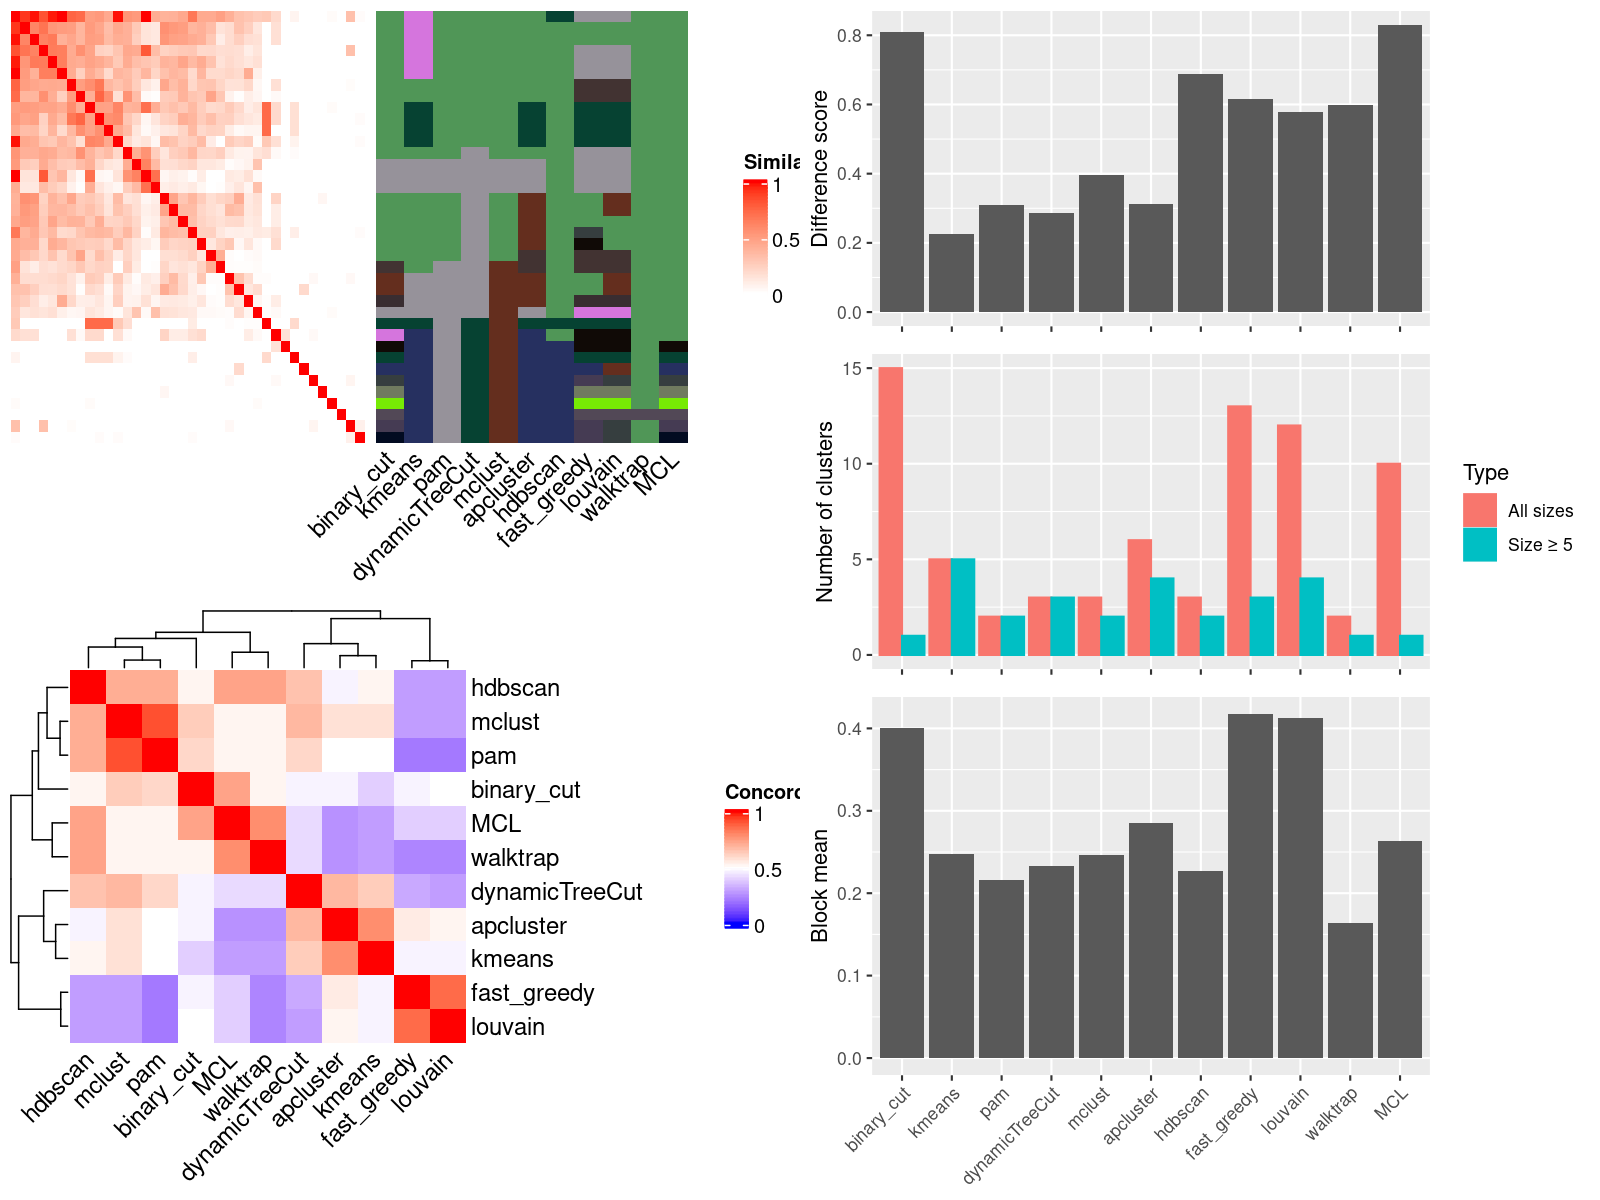 Simila
1
0.5
0
binary_cut
kmeans
pam
dynamicTreeCut
mclust
apcluster
hdbscan
fast_greedy
louvain
walktrap
MCL
hdbscan
mclust
pam
binary_cut
MCL
walktrap
dynamicTreeCut
apcluster
kmeans
fast_greedy
louvain
hdbscan
mclust
pam
binary_cut
MCL
walktrap
dynamicTreeCut
apcluster
kmeans
fast_greedy
louvain
Concord
1
0.5
0
Difference score
0.8
0.6
0.4
0.2
0.0
Number of clusters
15
10
5
0
Type
All sizes
Size ≥ 5
Block mean
0.4
0.3
0.2
0.1
0.0
binary_cut
kmeans
pam
dynamicTreeCut
mclust
apcluster
hdbscan
fast_greedy
louvain
walktrap
MCL